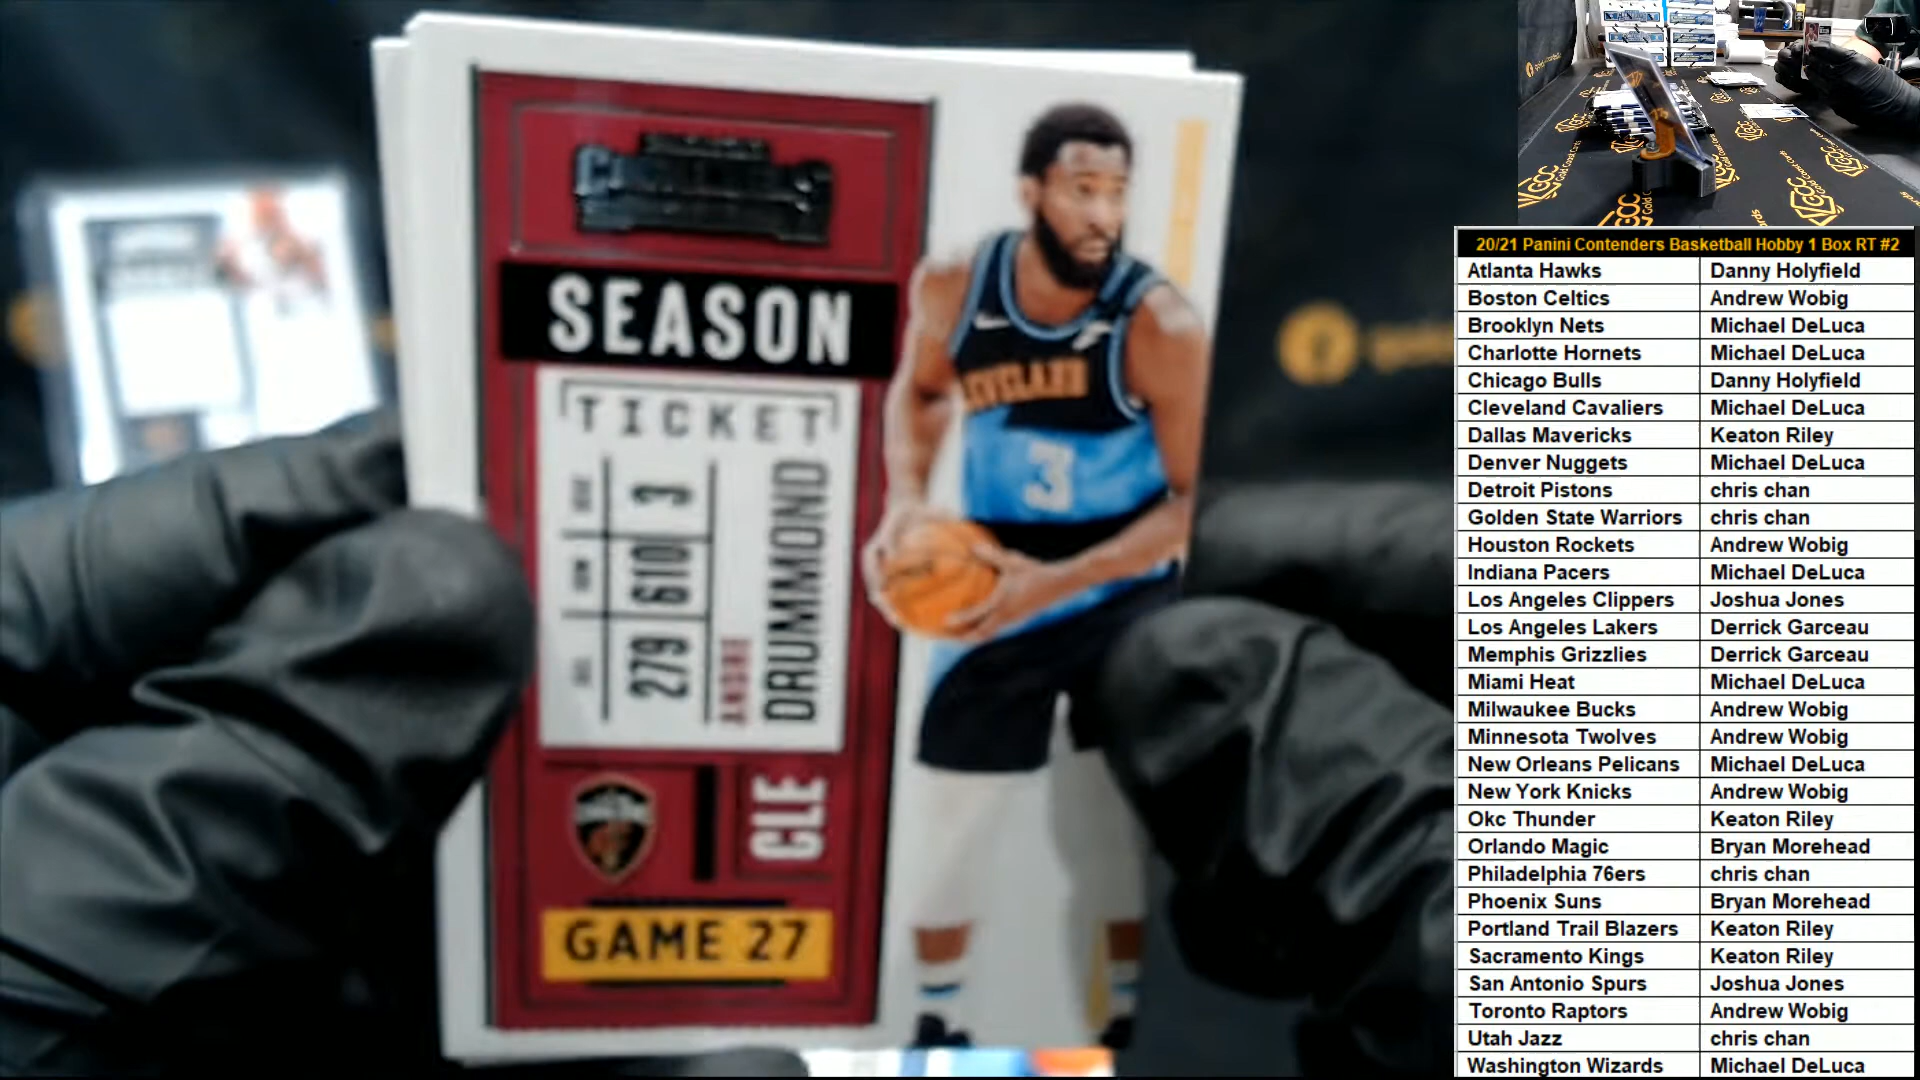 CONTENDERS
SEASON
TICKET
3
610
279
ANDRE
DRUMMOND
CLE
GAME 27
CLEVELAND
3
GCC
Gold Coast Cards
20/21 Panini Contenders Basketball Hobby 1 Box RT #2
Atlanta Hawks Danny Holyfield
Boston Celtics Andrew Wobig
Brooklyn Nets Michael DeLuca
Charlotte Hornets Michael DeLuca
Chicago Bulls Danny Holyfield
Cleveland Cavaliers Michael DeLuca
Dallas Mavericks Keaton Riley
Denver Nuggets Michael DeLuca
Detroit Pistons chris chan
Golden State Warriors chris chan
Houston Rockets Andrew Wobig
Indiana Pacers Michael DeLuca
Los Angeles Clippers Joshua Jones
Los Angeles Lakers Derrick Garceau
Memphis Grizzlies Derrick Garceau
Miami Heat Michael DeLuca
Milwaukee Bucks Andrew Wobig
Minnesota Twolves Andrew Wobig
New Orleans Pelicans Michael DeLuca
New York Knicks Andrew Wobig
Okc Thunder Keaton Riley
Orlando Magic Bryan Morehead
Philadelphia 76ers chris chan
Phoenix Suns Bryan Morehead
Portland Trail Blazers Keaton Riley
Sacramento Kings Keaton Riley
San Antonio Spurs Joshua Jones
Toronto Raptors Andrew Wobig
Utah Jazz chris chan
Washington Wizards Michael DeLuca